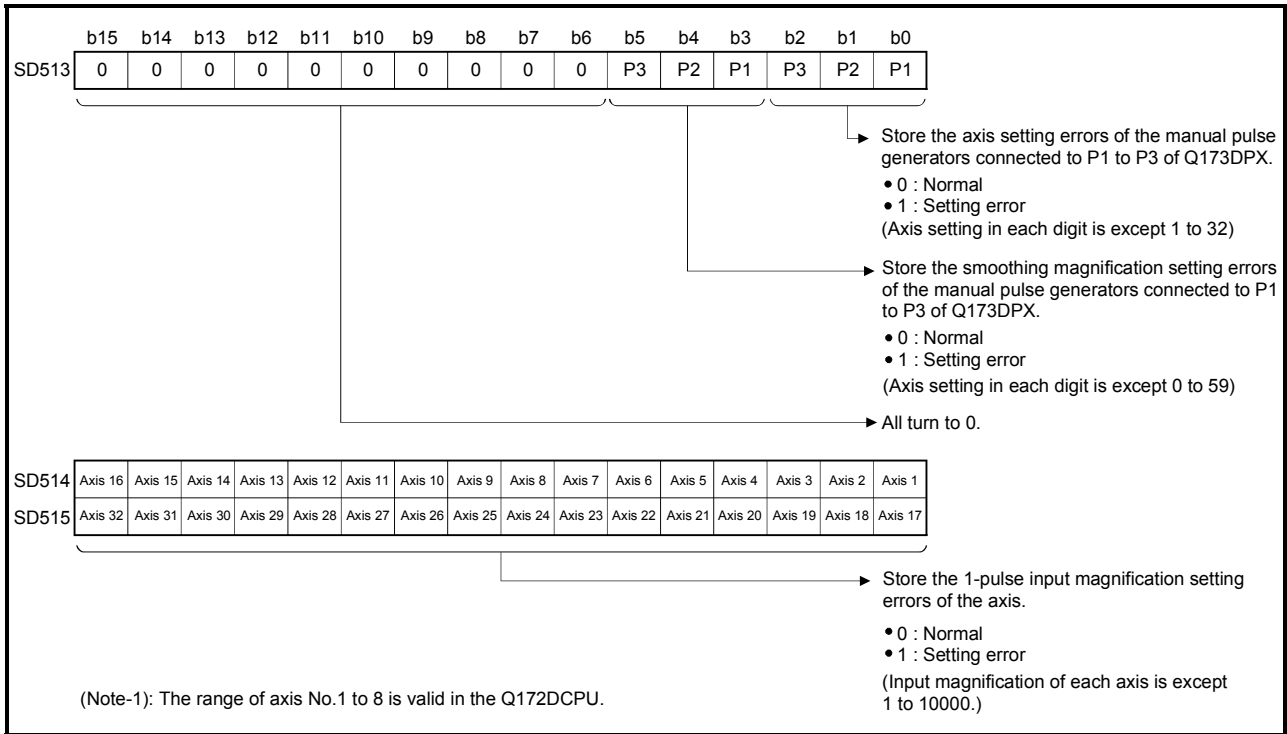 b15 b14 b13 b12 b11 b10 b9 b8 b7 b6 b5 b4 b3 b2 b1 b0
SD513 0 0 0 0 0 0 0 0 0 0 P3 P2 P1 P3 P2 P1
Store the axis setting errors of the manual pulse
generators connected to P1 to P3 of Q173DPX.
• 0 : Normal
• 1 : Setting error
(Axis setting in each digit is except 1 to 32)
Store the smoothing magnification setting errors
of the manual pulse generators connected to P1
to P3 of Q173DPX.
• 0 : Normal
• 1 : Setting error
(Axis setting in each digit is except 0 to 59)
All turn to 0.
SD514 Axis 16 Axis 15 Axis 14 Axis 13 Axis 12 Axis 11 Axis 10 Axis 9 Axis 8 Axis 7 Axis 6 Axis 5 Axis 4 Axis 3 Axis 2 Axis 1
SD515 Axis 32 Axis 31 Axis 30 Axis 29 Axis 28 Axis 27 Axis 26 Axis 25 Axis 24 Axis 23 Axis 22 Axis 21 Axis 20 Axis 19 Axis 18 Axis 17
Store the 1-pulse input magnification setting
errors of the axis.
• 0 : Normal
• 1 : Setting error
(Input magnification of each axis is except
1 to 10000.)
(Note-1): The range of axis No.1 to 8 is valid in the Q172DCPU.